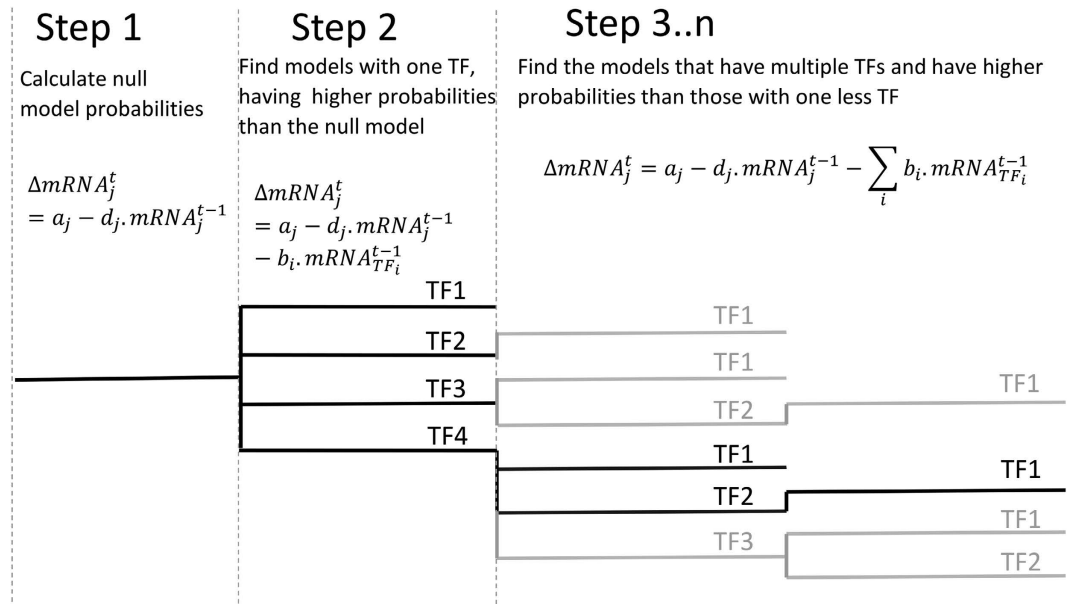 Step 1
Calculate null
model probabilities
ΔmRNA_j^t
= a_j − d_j.mRNA_j^{t−1}
Step 2
Find models with one TF,
having higher probabilities
than the null model
ΔmRNA_j^t
= a_j − d_j.mRNA_j^{t−1}
− b_i.mRNA_{TF_i}^{t−1}
Step 3..n
Find the models that have multiple TFs and have higher
probabilities than those with one less TF
ΔmRNA_j^t = a_j − d_j.mRNA_j^{t−1} − ∑_i b_i.mRNA_{TF_i}^{t−1}
TF1
TF2
TF3
TF4
TF1
TF1
TF2
TF1
TF2
TF3
TF1
TF1
TF1
TF2